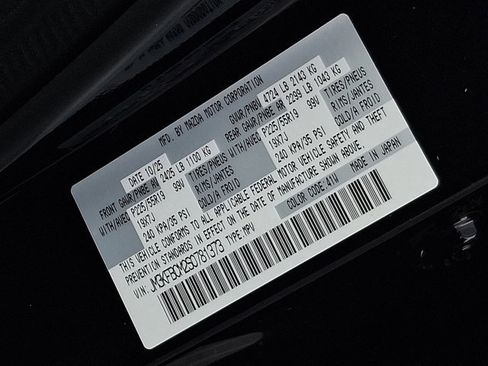 MFD. BY MAZDA MOTOR CORPORATION
DATE 10/25 GVWR/PNBV 4724 LB 2143 KG
FRONT GAWR/PNBE AV 2425 LB 1100 KG REAR GAWR/PNBE AR 2299 LB 1043 KG
WITH/AVEC P225/55R19 99V TIRES/PNEUS WITH/AVEC P225/55R19 99V TIRES/PNEUS
19X7J RIMS/JANTES 19X7J RIMS/JANTES
240 KPA/35 PSI COLD/A FROID 240 KPA/35 PSI COLD/A FROID
THIS VEHICLE CONFORMS TO ALL APPLICABLE FEDERAL MOTOR VEHICLE SAFETY AND THEFT
PREVENTION STANDARDS IN EFFECT ON THE DATE OF MANUFACTURE SHOWN ABOVE.
VIN: TYPE MPV COLOR CODE: 41W MADE IN JAPAN